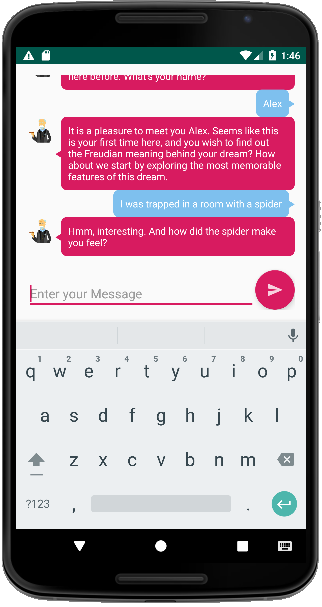 1:46
here before. What's your name?
Alex
It is a pleasure to meet you Alex. Seems like this
is your first time here, and you wish to find out
the Freudian meaning behind your dream? How
about we start by exploring the most memorable
features of this dream.
I was trapped in a room with a spider
Hmm, interesting. And how did the spider make
you feel?
Enter your Message
1 2 3 4 5 6 7 8 9 0
q w e r t y u i o p
a s d f g h j k l
z x c v b n m
?123 , .